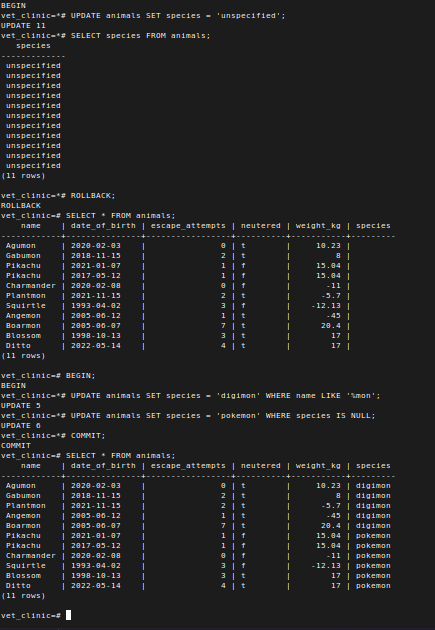 BEGIN
vet_clinic=*# UPDATE animals SET species = 'unspecified';
UPDATE 11
vet_clinic=*# SELECT species FROM animals;
   species
-------------
 unspecified
 unspecified
 unspecified
 unspecified
 unspecified
 unspecified
 unspecified
 unspecified
 unspecified
 unspecified
 unspecified
(11 rows)

vet_clinic=*# ROLLBACK;
ROLLBACK
vet_clinic=# SELECT * FROM animals;
    name    | date_of_birth | escape_attempts | neutered | weight_kg | species
------------+---------------+-----------------+----------+-----------+---------
 Agumon     | 2020-02-03    |               0 | t        |     10.23 |
 Gabumon    | 2018-11-15    |               2 | t        |         8 |
 Pikachu    | 2021-01-07    |               1 | f        |     15.04 |
 Pikachu    | 2017-05-12    |               1 | f        |     15.04 |
 Charmander | 2020-02-08    |               0 | f        |       -11 |
 Plantmon   | 2021-11-15    |               2 | t        |      -5.7 |
 Squirtle   | 1993-04-02    |               3 | f        |    -12.13 |
 Angemon    | 2005-06-12    |               1 | t        |       -45 |
 Boarmon    | 2005-06-07    |               7 | t        |      20.4 |
 Blossom    | 1998-10-13    |               3 | t        |        17 |
 Ditto      | 2022-05-14    |               4 | t        |        17 |
(11 rows)

vet_clinic=# BEGIN;
BEGIN
vet_clinic=*# UPDATE animals SET species = 'digimon' WHERE name LIKE '%mon';
UPDATE 5
vet_clinic=*# UPDATE animals SET species = 'pokemon' WHERE species IS NULL;
UPDATE 6
vet_clinic=*# COMMIT;
COMMIT
vet_clinic=# SELECT * FROM animals;
    name    | date_of_birth | escape_attempts | neutered | weight_kg | species
------------+---------------+-----------------+----------+-----------+---------
 Agumon     | 2020-02-03    |               0 | t        |     10.23 | digimon
 Gabumon    | 2018-11-15    |               2 | t        |         8 | digimon
 Plantmon   | 2021-11-15    |               2 | t        |      -5.7 | digimon
 Angemon    | 2005-06-12    |               1 | t        |       -45 | digimon
 Boarmon    | 2005-06-07    |               7 | t        |      20.4 | digimon
 Pikachu    | 2021-01-07    |               1 | f        |     15.04 | pokemon
 Pikachu    | 2017-05-12    |               1 | f        |     15.04 | pokemon
 Charmander | 2020-02-08    |               0 | f        |       -11 | pokemon
 Squirtle   | 1993-04-02    |               3 | f        |    -12.13 | pokemon
 Blossom    | 1998-10-13    |               3 | t        |        17 | pokemon
 Ditto      | 2022-05-14    |               4 | t        |        17 | pokemon
(11 rows)

vet_clinic=#